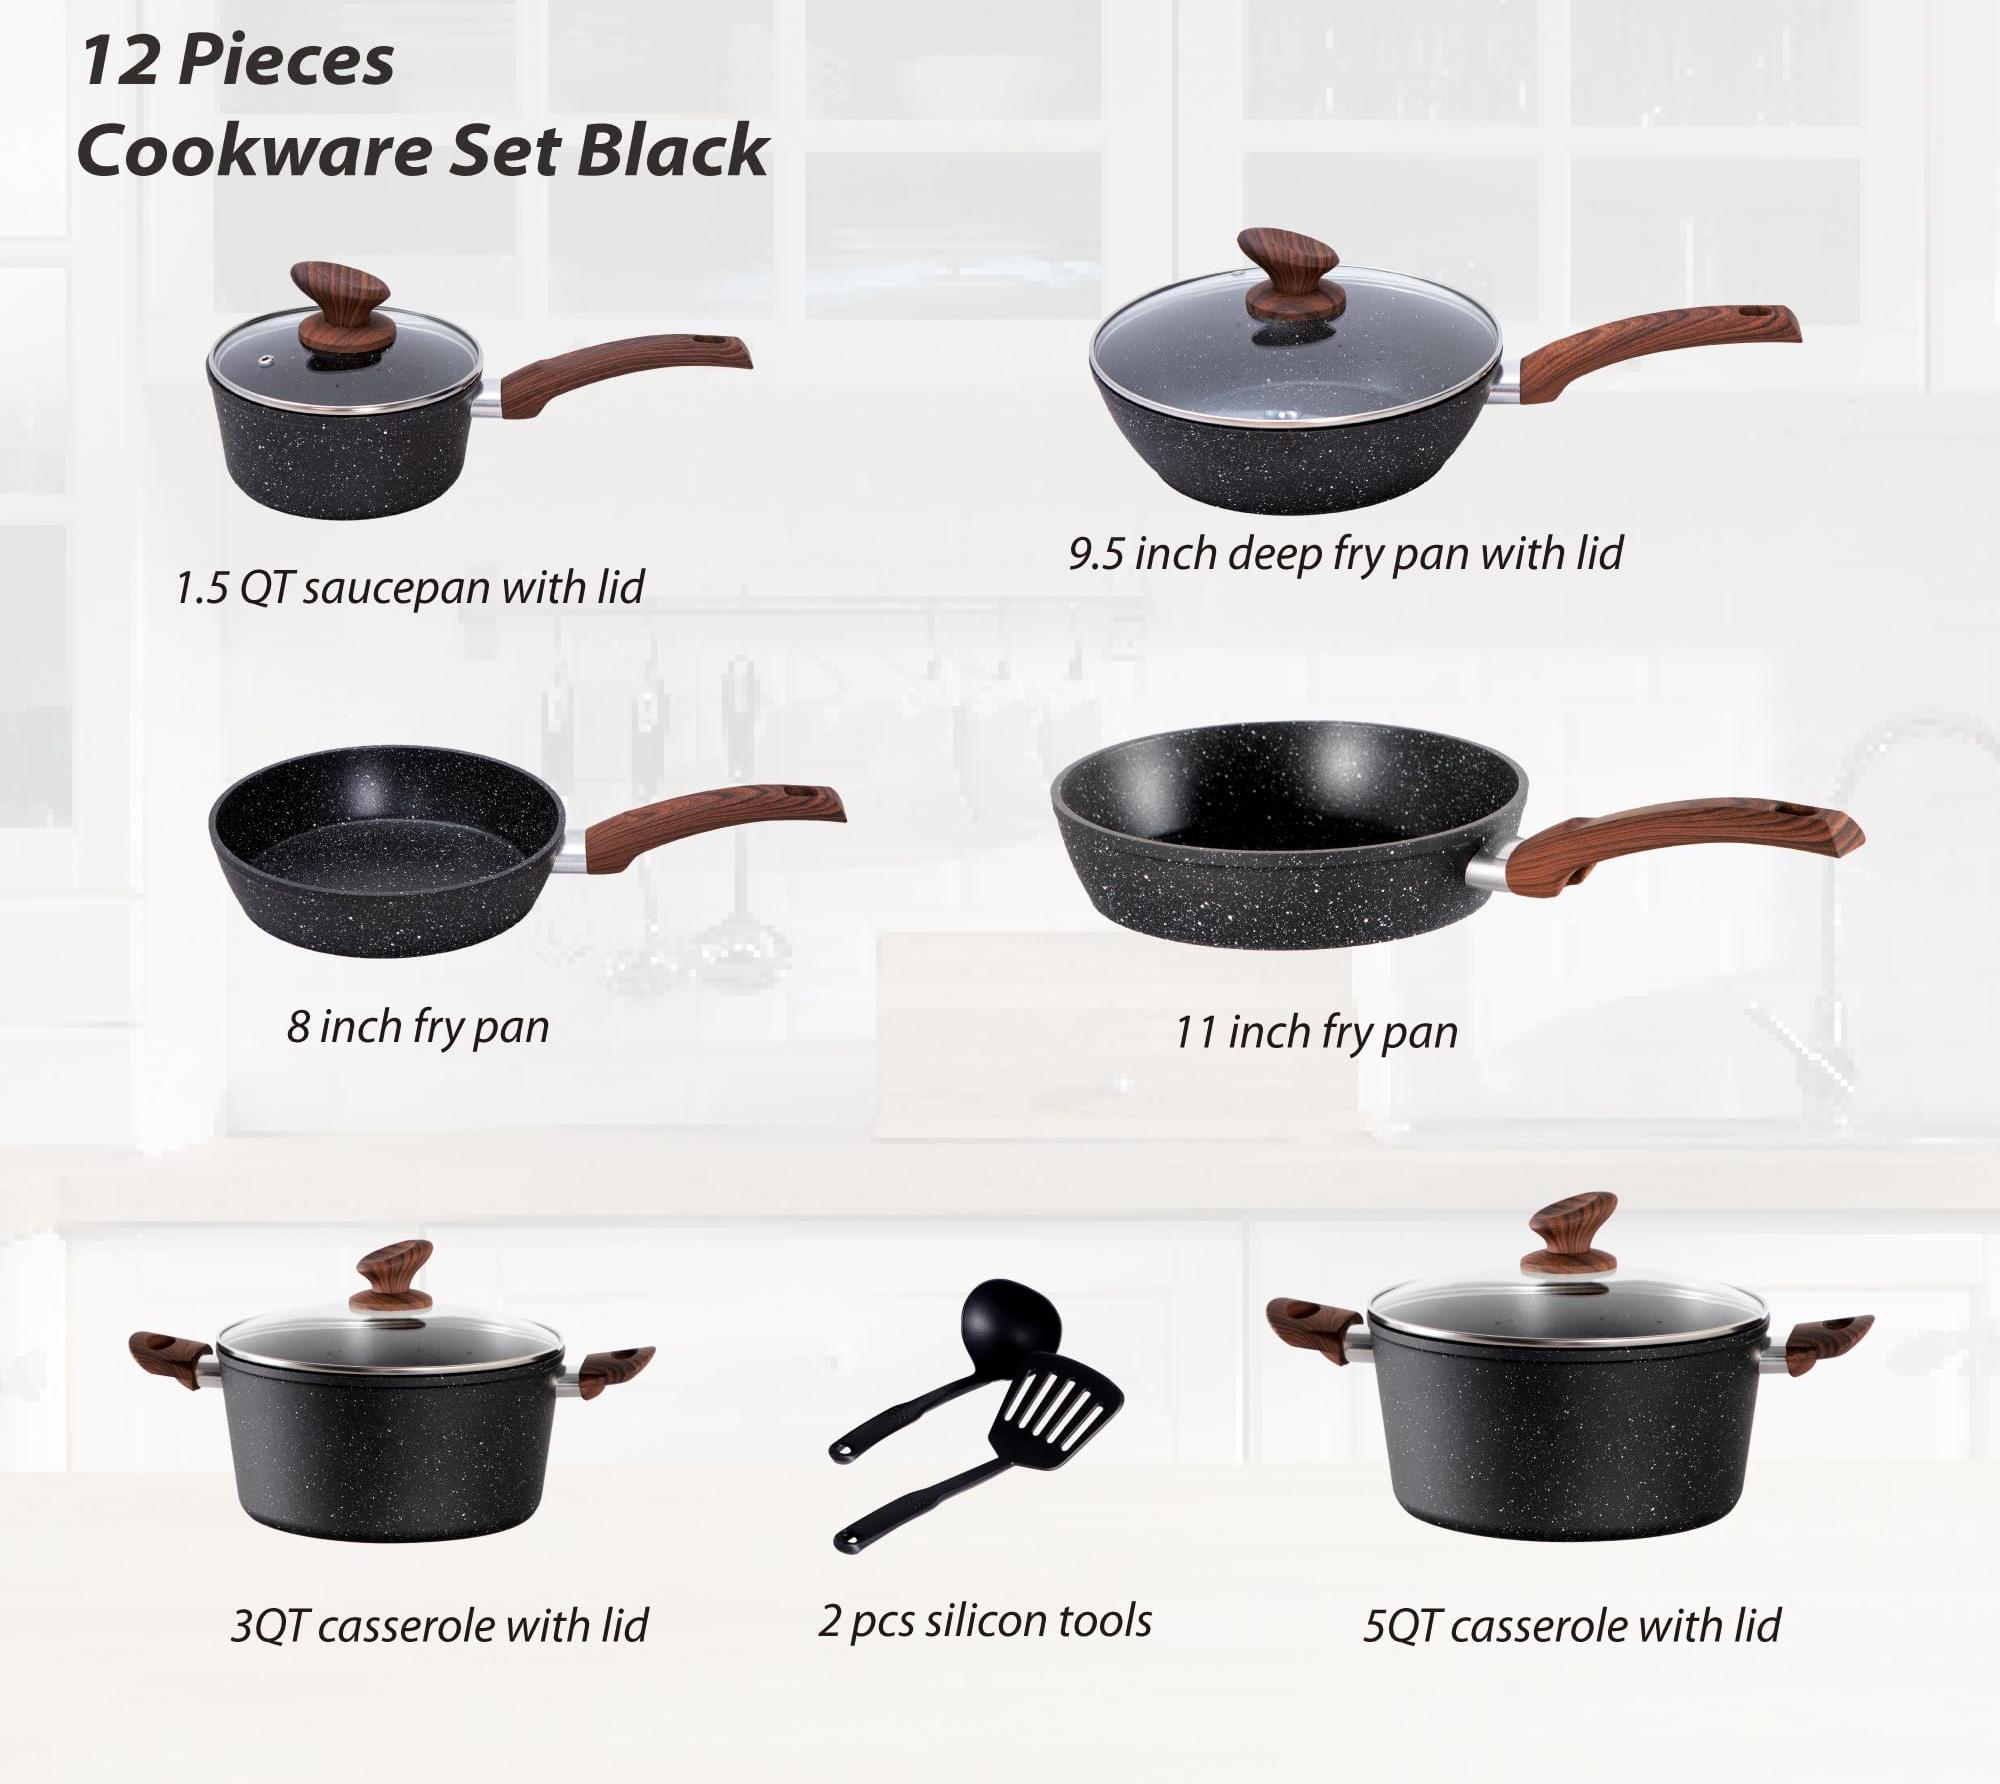 12 Pieces
Cookware Set Black
1.5 QT saucepan with lid
9.5 inch deep fry pan with lid
8 inch fry pan
11 inch fry pan
3QT casserole with lid
2 pcs silicon tools
5QT casserole with lid